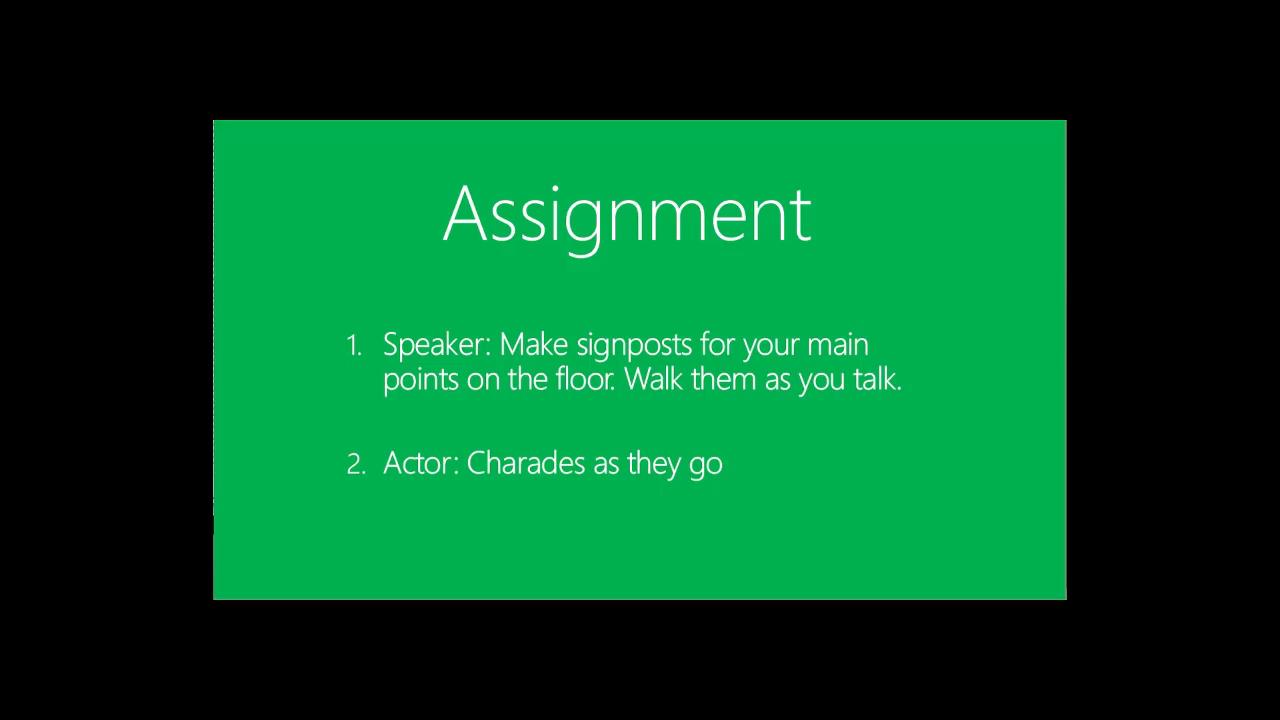 Assignment
1. Speaker: Make signposts for your main
points on the floor. Walk them as you talk.
2. Actor: Charades as they go